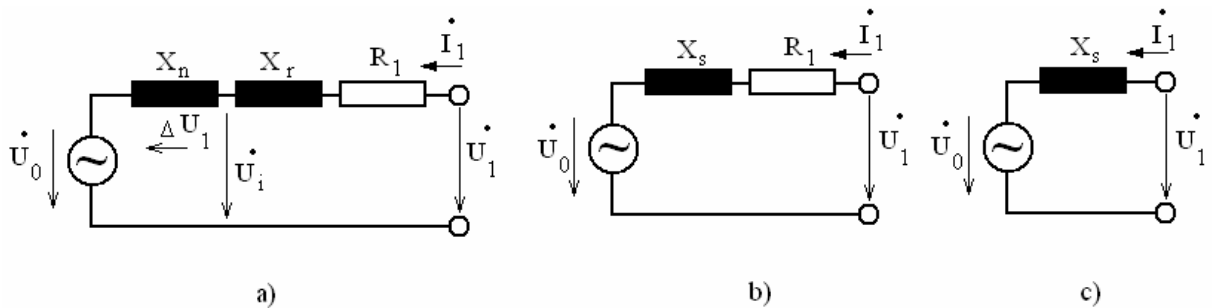 Xn Xr R1 İ1
ΔU1
U̇0 U̇i U̇1
a)
Xs R1 İ1
U̇0 U̇1
b)
Xs İ1
U̇0 U̇1
c)